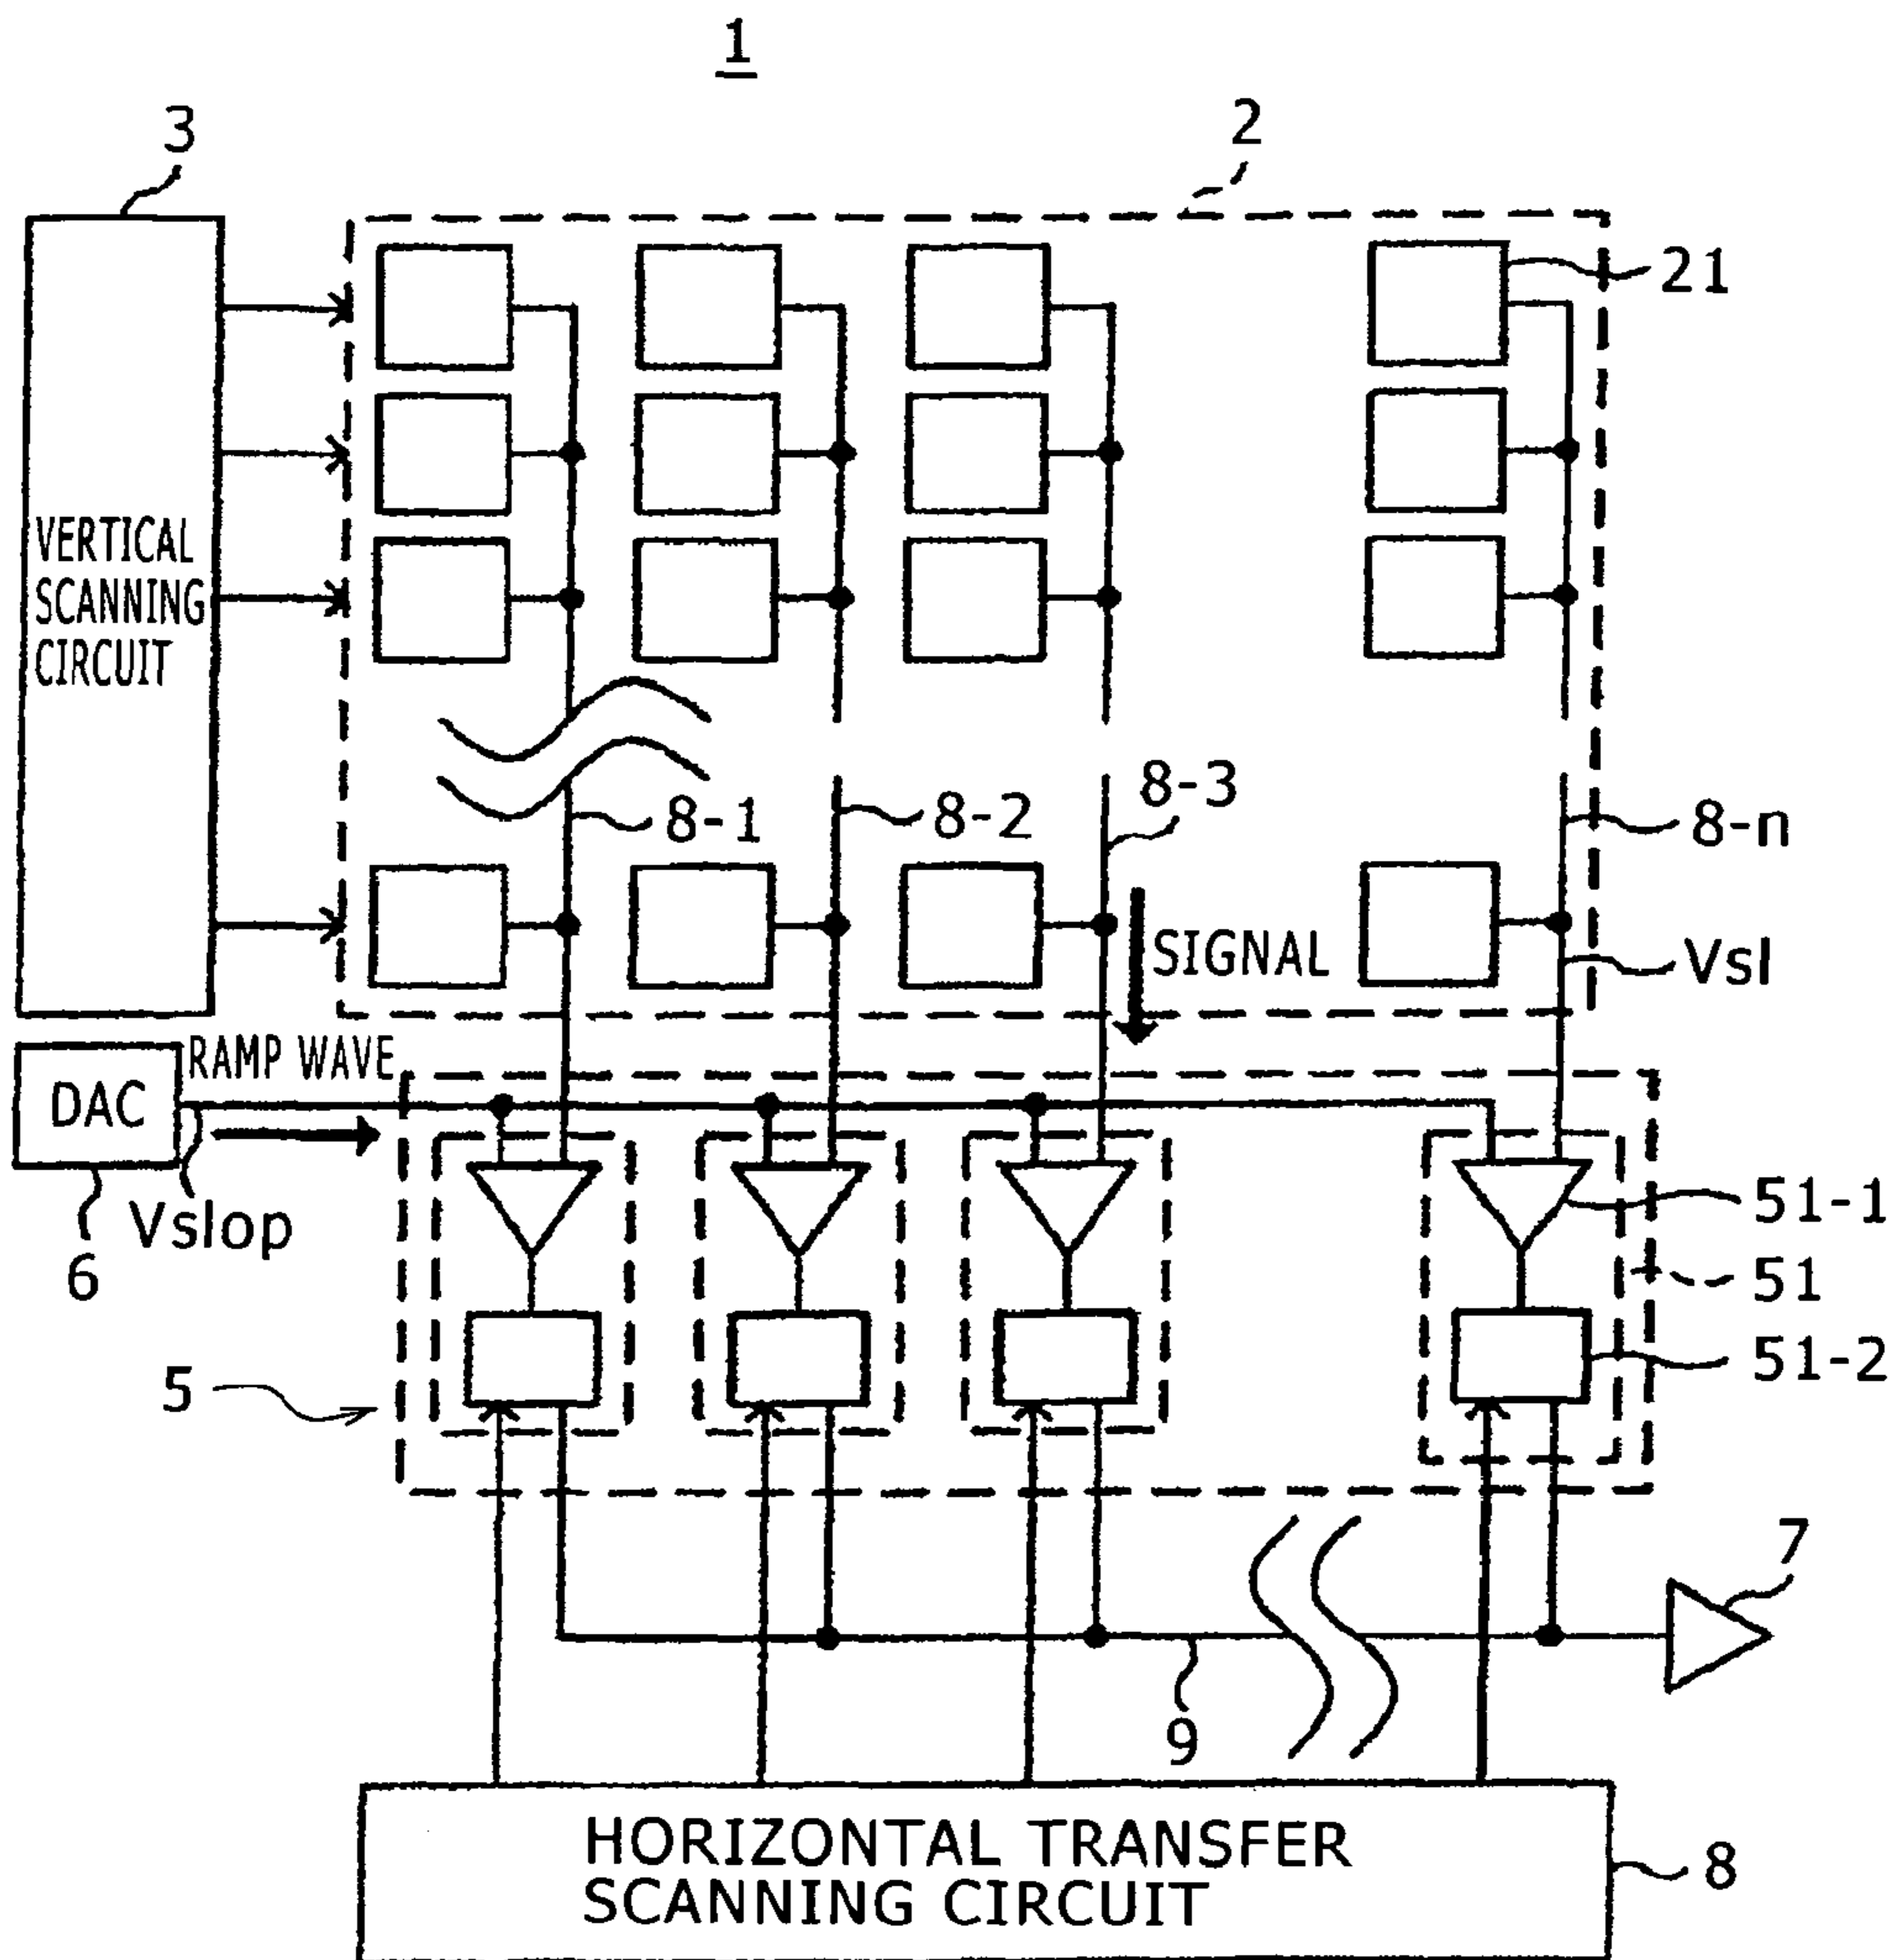 1
3
2
21
VERTICAL
SCANNING
CIRCUIT
8-1
8-2
8-3
8-n
SIGNAL
Vsl
RAMP WAVE
DAC
Vslop
6
51-1
51
51-2
5
7
9
HORIZONTAL TRANSFER
SCANNING CIRCUIT
8